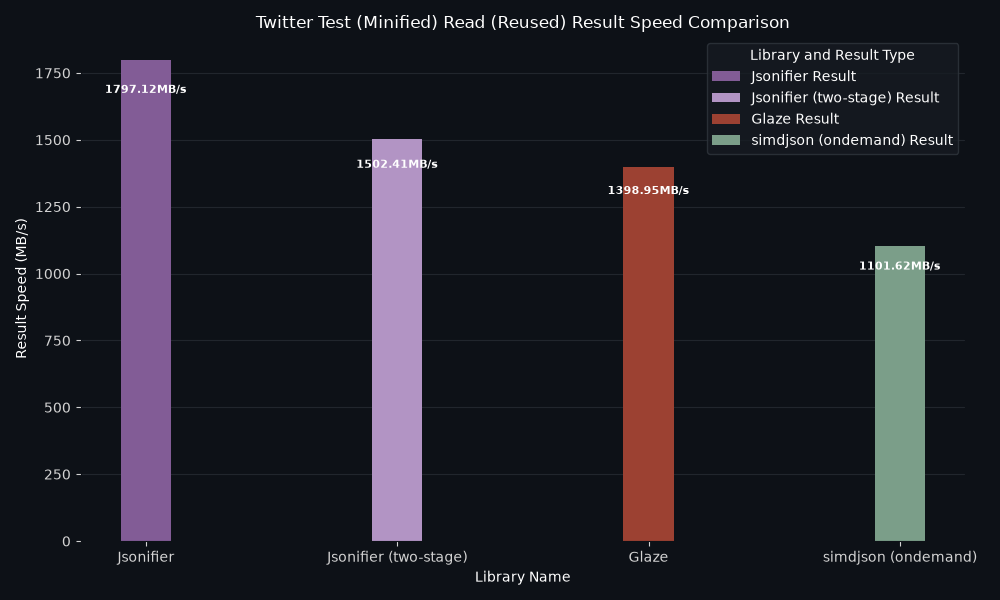 Twitter Test (Minified) Read (Reused) Result Speed Comparison
Library and Result Type
Jsonifier Result
Jsonifier (two-stage) Result
Glaze Result
simdjson (ondemand) Result
Result Speed (MB/s)
1750
1500
1250
1000
750
500
250
0
1797.12MB/s
1502.41MB/s
1398.95MB/s
1101.62MB/s
Jsonifier
Jsonifier (two-stage)
Glaze
simdjson (ondemand)
Library Name